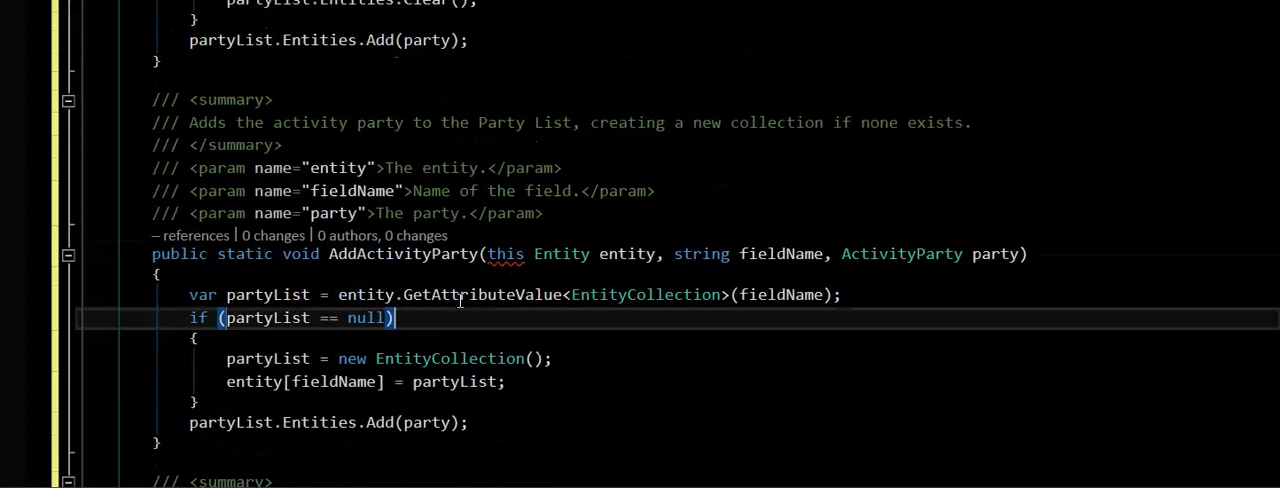 partyList.Entities.Clear();
}
partyList.Entities.Add(party);
}
/// <summary>
/// Adds the activity party to the Party List, creating a new collection if none exists.
/// </summary>
/// <param name="entity">The entity.</param>
/// <param name="fieldName">Name of the field.</param>
/// <param name="party">The party.</param>
– references | 0 changes | 0 authors, 0 changes
public static void AddActivityParty(this Entity entity, string fieldName, ActivityParty party)
{
var partyList = entity.GetAttributeValue<EntityCollection>(fieldName);
if (partyList == null)
{
partyList = new EntityCollection();
entity[fieldName] = partyList;
}
partyList.Entities.Add(party);
}
/// <summary>